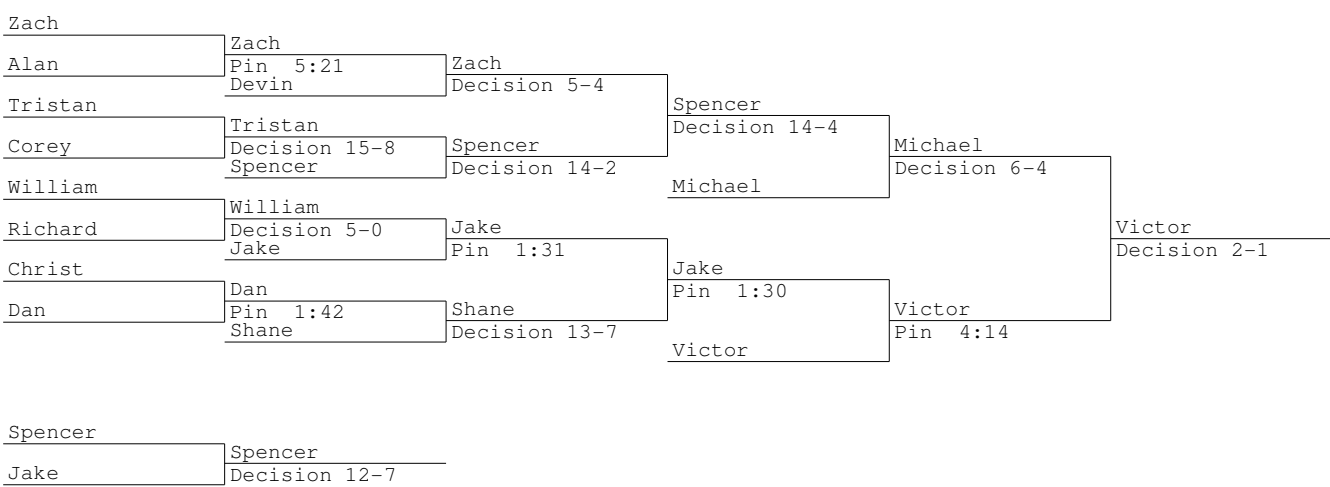 Zach
Zach
Alan
Pin 5:21
Zach
Devin
Decision 5-4
Tristan
Spencer
Tristan
Decision 14-4
Corey
Decision 15-8
Spencer
Michael
Spencer
Decision 14-2
Decision 6-4
William
Michael
William
Richard
Decision 5-0
Jake
Victor
Jake
Pin 1:31
Decision 2-1
Christ
Jake
Dan
Pin 1:30
Dan
Pin 1:42
Shane
Victor
Shane
Decision 13-7
Pin 4:14
Victor
Spencer
Spencer
Jake
Decision 12-7